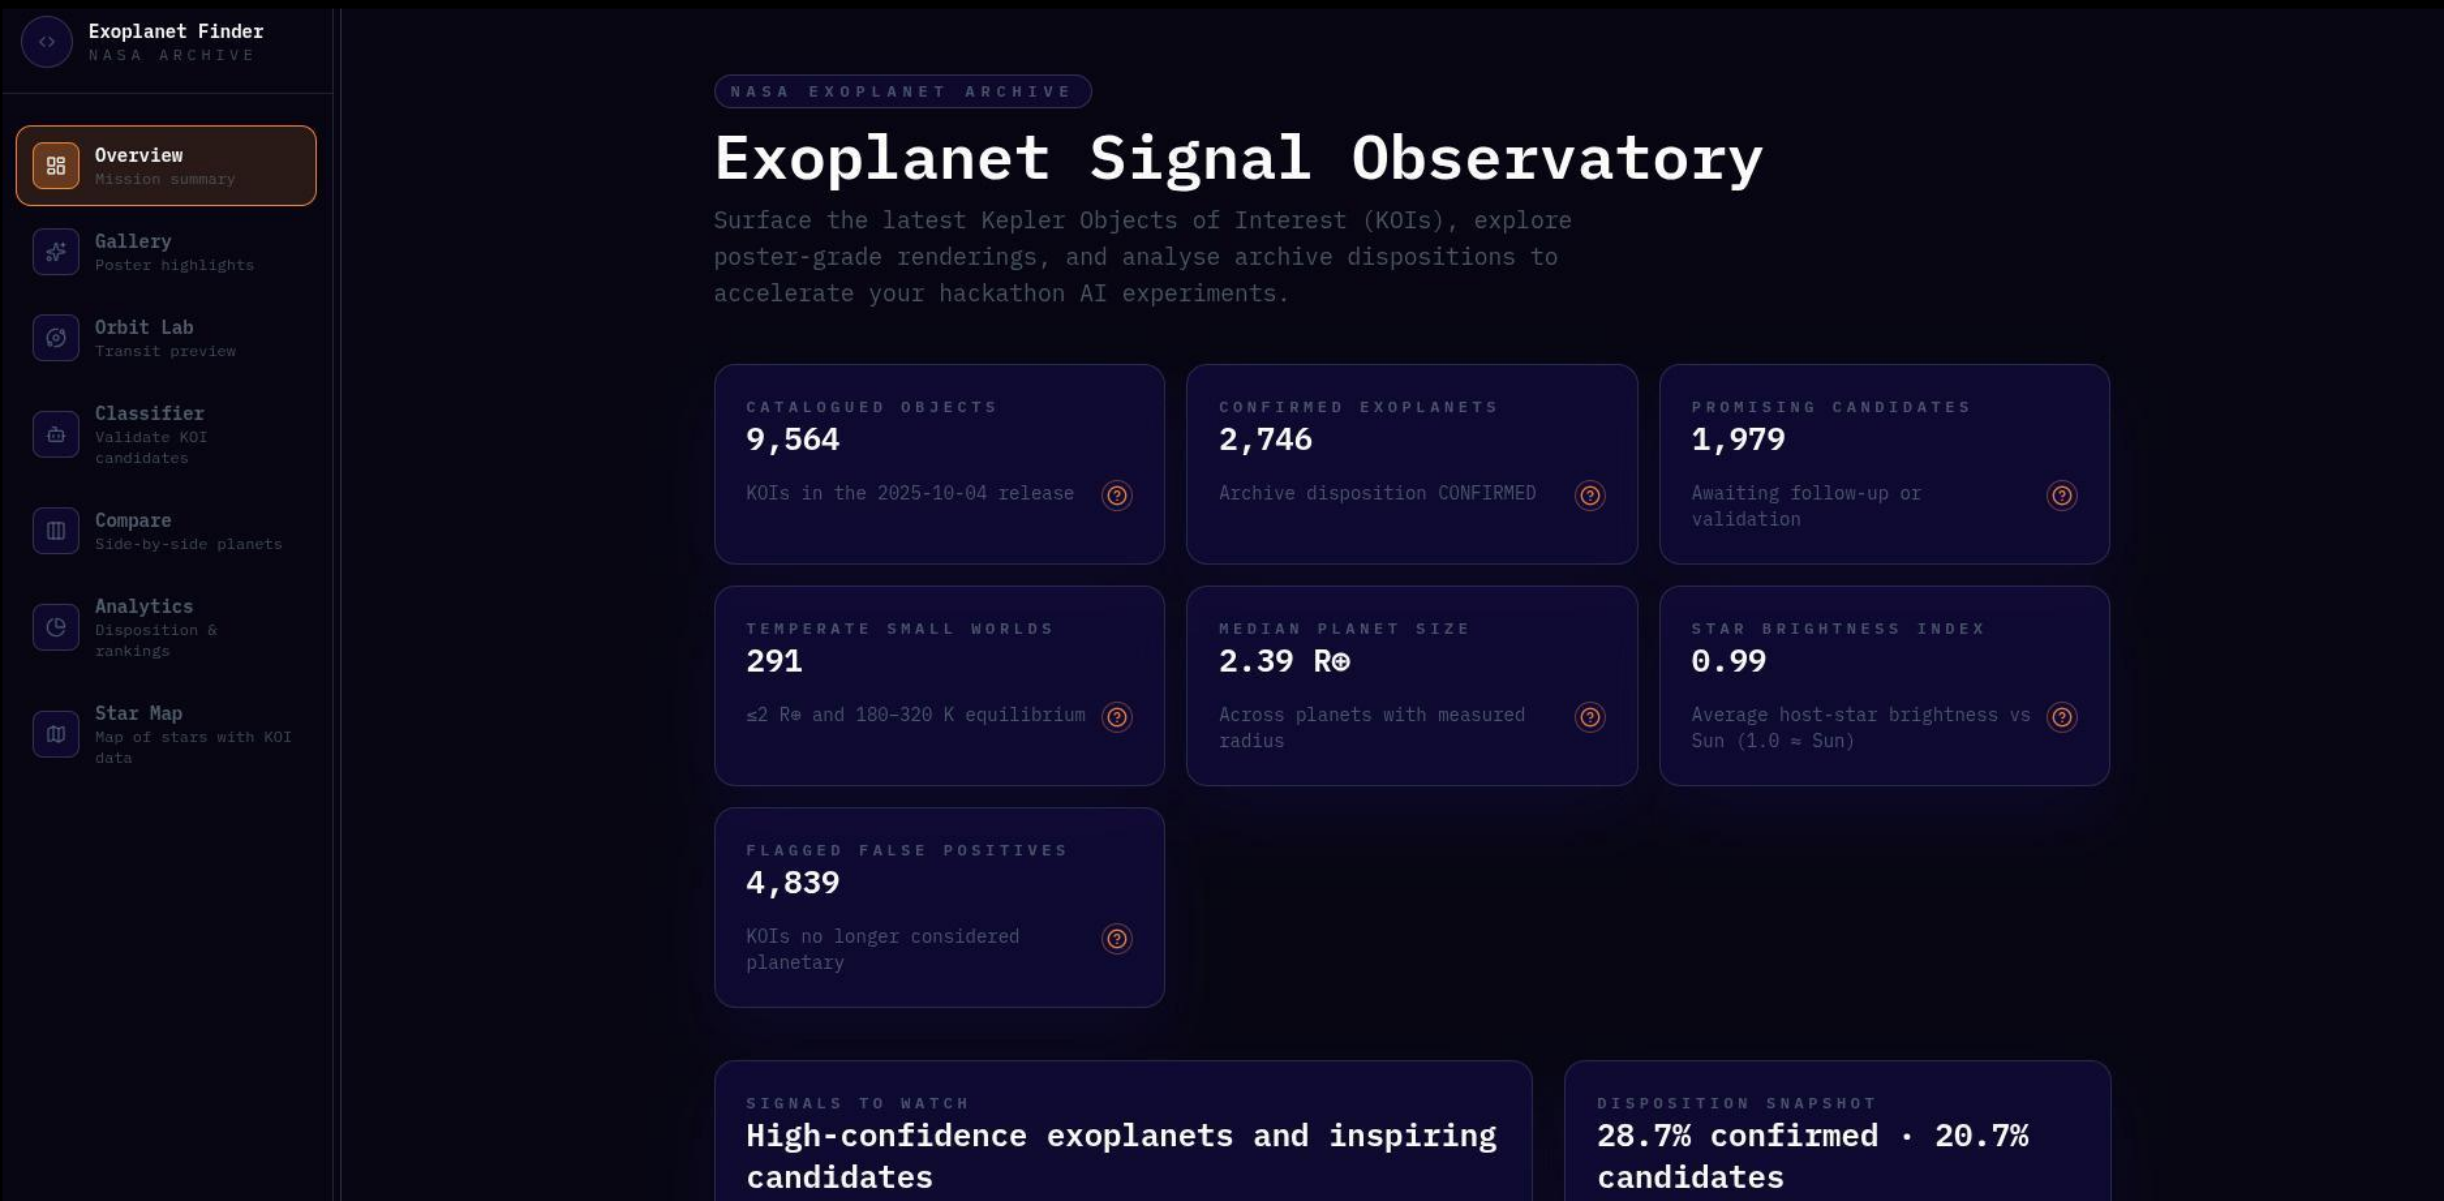 Exoplanet Finder
NASA ARCHIVE
Overview
Mission summary
Gallery
Poster highlights
Orbit Lab
Transit preview
Classifier
Validate KOI
candidates
Compare
Side-by-side planets
Analytics
Disposition &
rankings
Star Map
Map of stars with KOI
data
NASA EXOPLANET ARCHIVE
Exoplanet Signal Observatory
Surface the latest Kepler Objects of Interest (KOIs), explore
poster-grade renderings, and analyse archive dispositions to
accelerate your hackathon AI experiments.
CATALOGUED OBJECTS
9,564
KOIs in the 2025-10-04 release
CONFIRMED EXOPLANETS
2,746
Archive disposition CONFIRMED
PROMISING CANDIDATES
1,979
Awaiting follow-up or
validation
TEMPERATE SMALL WORLDS
291
≤2 R⊕ and 180–320 K equilibrium
MEDIAN PLANET SIZE
2.39 R⊕
Across planets with measured
radius
STAR BRIGHTNESS INDEX
0.99
Average host-star brightness vs
Sun (1.0 ≈ Sun)
FLAGGED FALSE POSITIVES
4,839
KOIs no longer considered
planetary
SIGNALS TO WATCH
High-confidence exoplanets and inspiring
candidates
DISPOSITION SNAPSHOT
28.7% confirmed · 20.7%
candidates